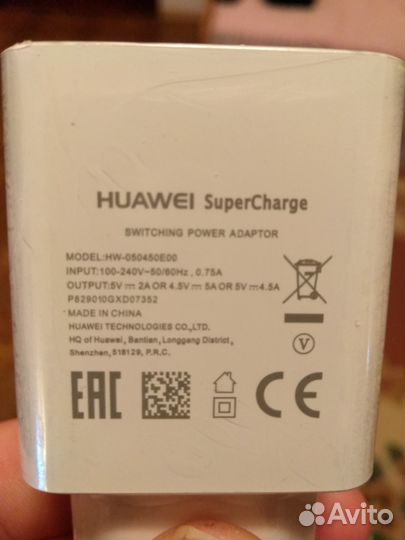 HUAWEI SuperCharge
SWITCHING POWER ADAPTOR
MODEL:HW-050450E00
INPUT:100-240V~50/60Hz, 0.75A
OUTPUT:5V⎓2A OR 4.5V⎓5A OR 5V⎓4.5A
P829010GXD07352
MADE IN CHINA
HUAWEI TECHNOLOGIES CO.,LTD.
HQ of Huawei, Bantian, Longgang District,
Shenzhen, 518129, P.R.C.
V
EAC
CE
Avito